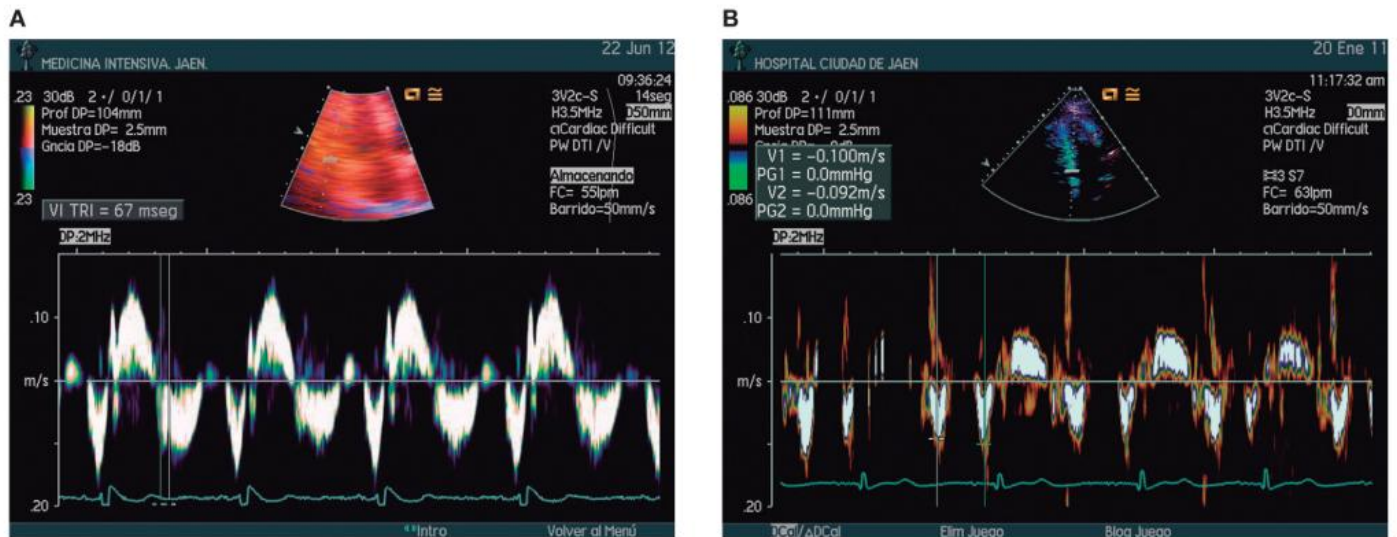 A
22 Jun 12
MEDICINA INTENSIVA. JAEN.
09:36:24
.23
30dB 2 ·/ 0/1/ 1
Prof DP=104mm
Muestra DP= 2.5mm
Gncia DP=-18dB
.23
VI TRI = 67 mseg
3V2c-S
14seg
H3.5MHz
050mm
Cardiac Difficult
PW DTI /V
Almacenando
FC= 55lpm
Barrido=50mm/s
V
DP:2MHz
.10
m/s
.20
Intro
Volver al Menú
B
20 Ene 11
HOSPITAL CIUDAD DE JAEN
11:17:32 am
.086
30dB 2 ·/ 0/1/ 1
Prof DP=111mm
Muestra DP= 2.5mm
V1 = -0.100m/s
PG1 = 0.0mmHg
V2 = -0.092m/s
PG2 = 0.0mmHg
.086
3V2c-S
H3.5MHz
00mm
Cardiac Difficult
PW DTI /V
3 S7
FC= 63lpm
Barrido=50mm/s
V
DP:2MHz
.10
m/s
.20
DCal/△DCal
Elim Juego
Bloq Juego